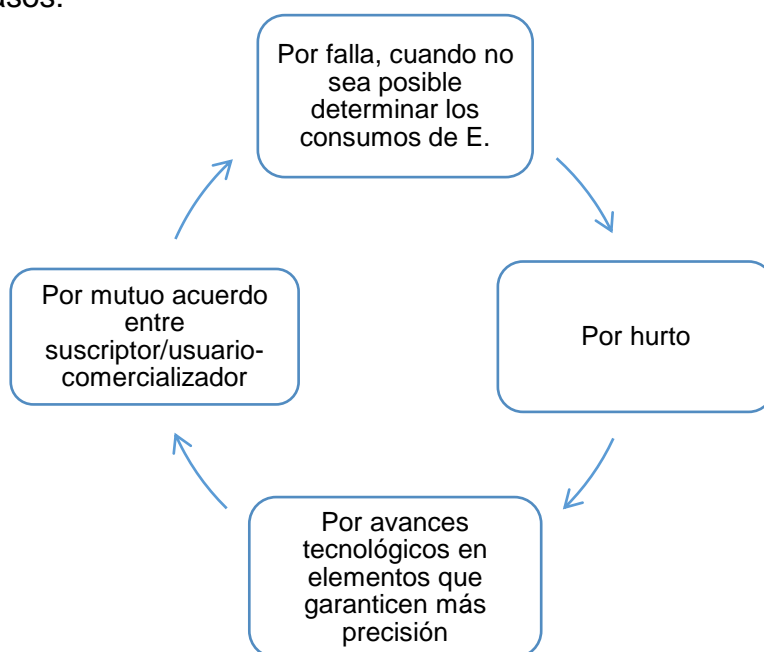 Por falla, cuando no
sea posible
determinar los
consumos de E.
Por hurto
Por avances
tecnológicos en
elementos que
garanticen más
precisión
Por mutuo acuerdo
entre
suscriptor/usuario-
comercializador